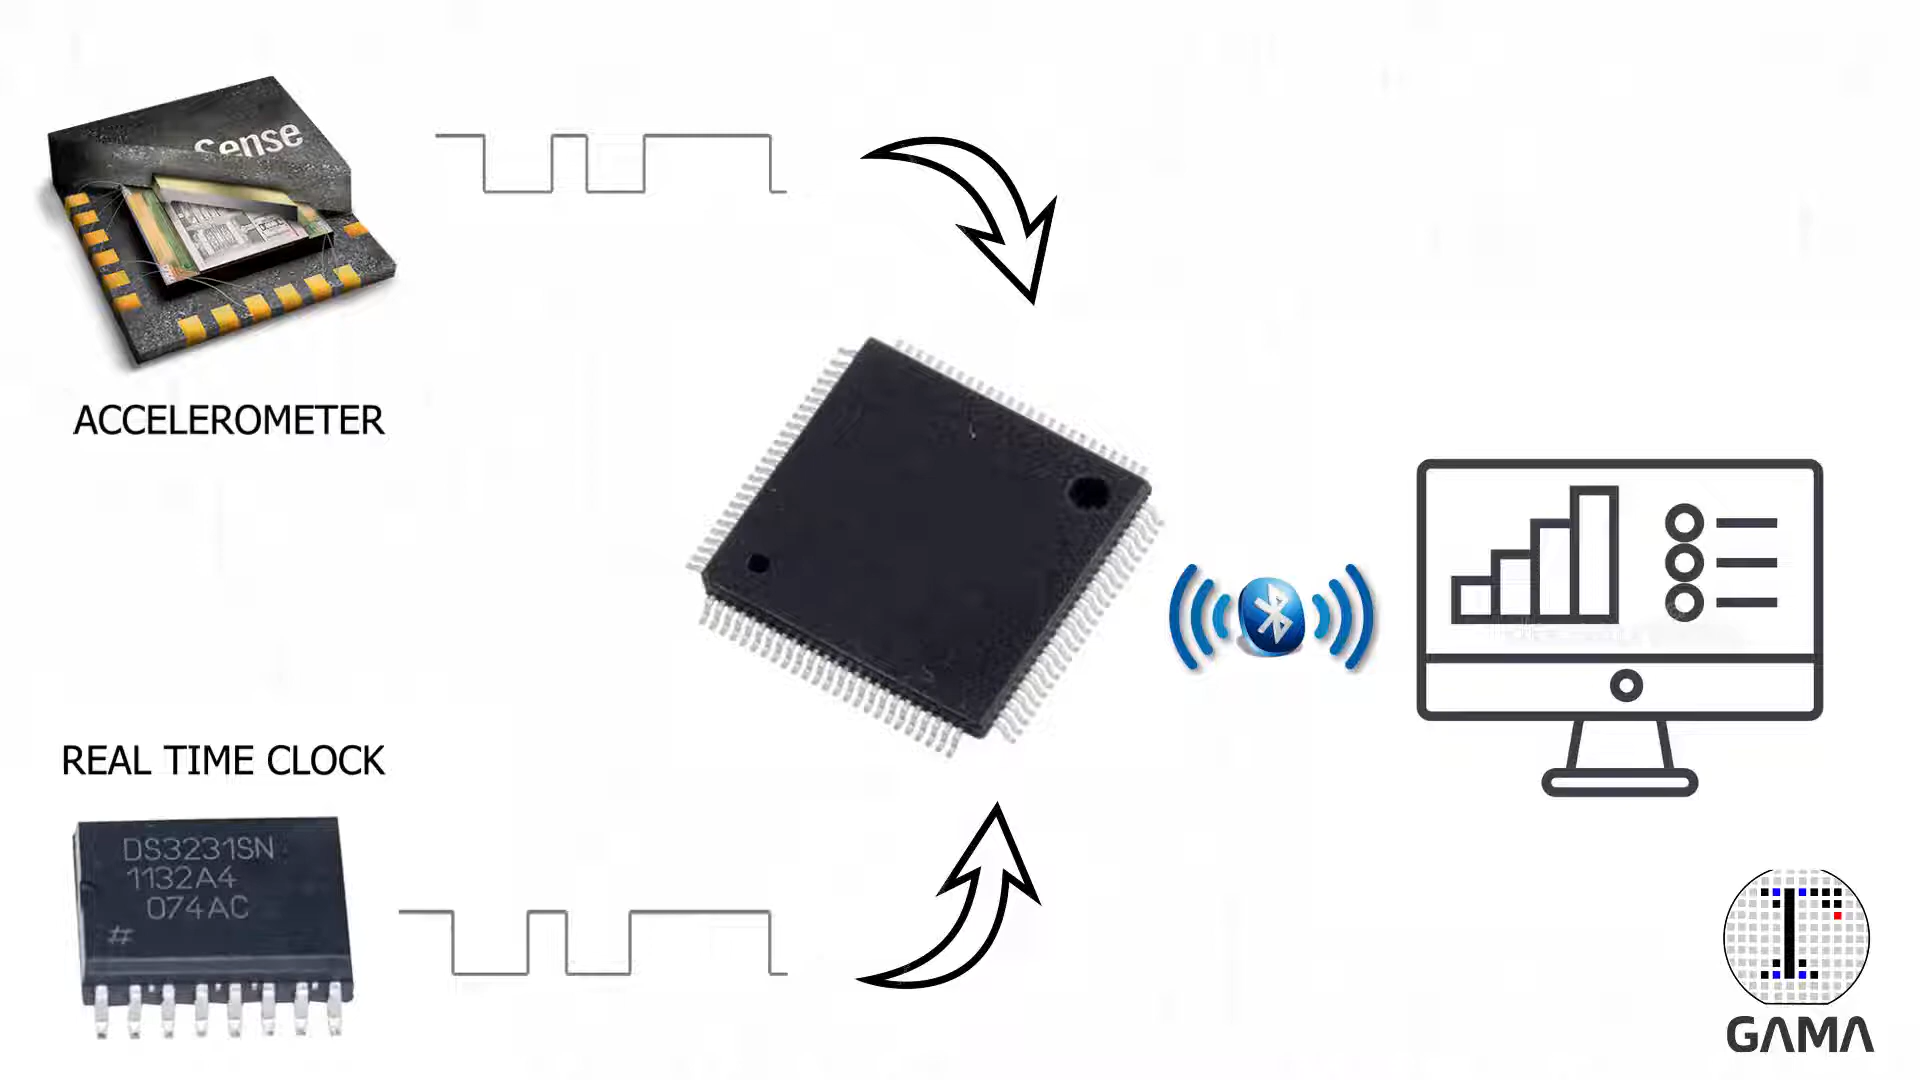 Sense
ACCELEROMETER
REAL TIME CLOCK
DS3231SN
1132A4
074AC
#
GAMA